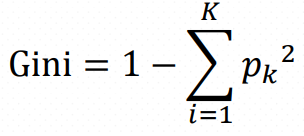 Gini = 1 − ∑_{i=1}^{K} p_k²